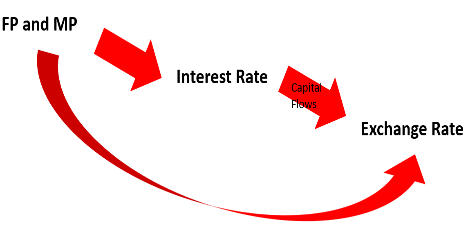 FP and MP
Interest Rate
Capital
Flows
Exchange Rate